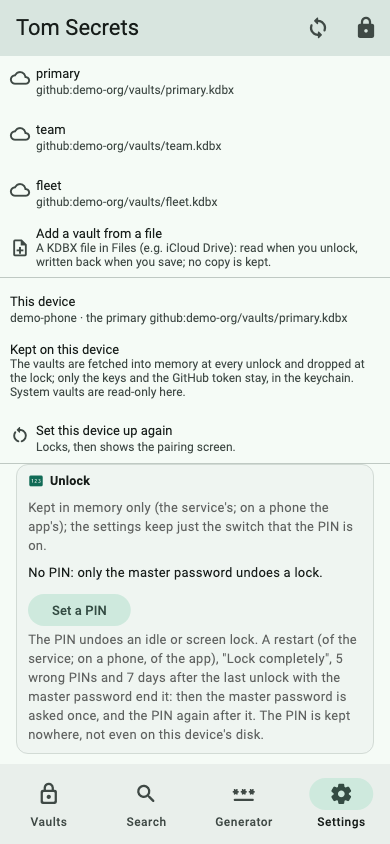 Tom Secrets
primary
github:demo-org/vaults/primary.kdbx
team
github:demo-org/vaults/team.kdbx
fleet
github:demo-org/vaults/fleet.kdbx
Add a vault from a file
A KDBX file in Files (e.g. iCloud Drive): read when you unlock,
written back when you save; no copy is kept.
This device
demo-phone · the primary github:demo-org/vaults/primary.kdbx
Kept on this device
The vaults are fetched into memory at every unlock and dropped at
the lock; only the keys and the GitHub token stay, in the keychain.
System vaults are read-only here.
Set this device up again
Locks, then shows the pairing screen.
123 Unlock
Kept in memory only (the service's; on a phone the
app's); the settings keep just the switch that the PIN is
on.
No PIN: only the master password undoes a lock.
Set a PIN
The PIN undoes an idle or screen lock. A restart (of the
service; on a phone, of the app), "Lock completely", 5
wrong PINs and 7 days after the last unlock with the
master password end it: then the master password is
asked once, and the PIN again after it. The PIN is kept
nowhere, not even on this device's disk.
Vaults
Search
Generator
Settings